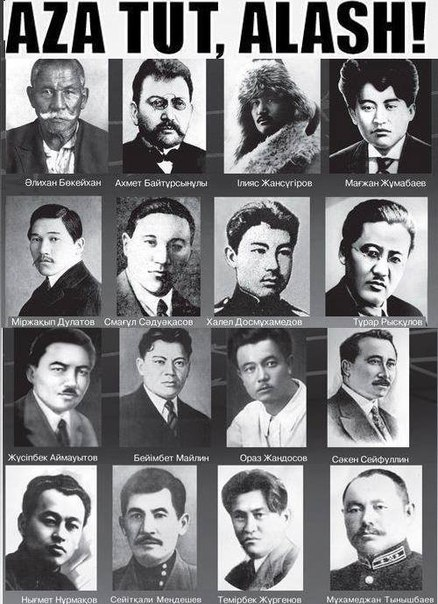 AZA TUT, ALASH!
Әлихан Бөкейхан Ахмет Байтұрсынұлы Ілияс Жансүгіров Мағжан Жұмабаев
Міржақып Дулатов Смағұл Сәдуақасов Халел Досмұхамедов Тұрар Рысқұлов
Жүсіпбек Аймауытов Бейімбет Майлин Ораз Жандосов Сәкен Сейфуллин
Нығмет Нұрмақов Сейітқали Меңдешев Темірбек Жүргенов Мұхамеджан Тынышбаев